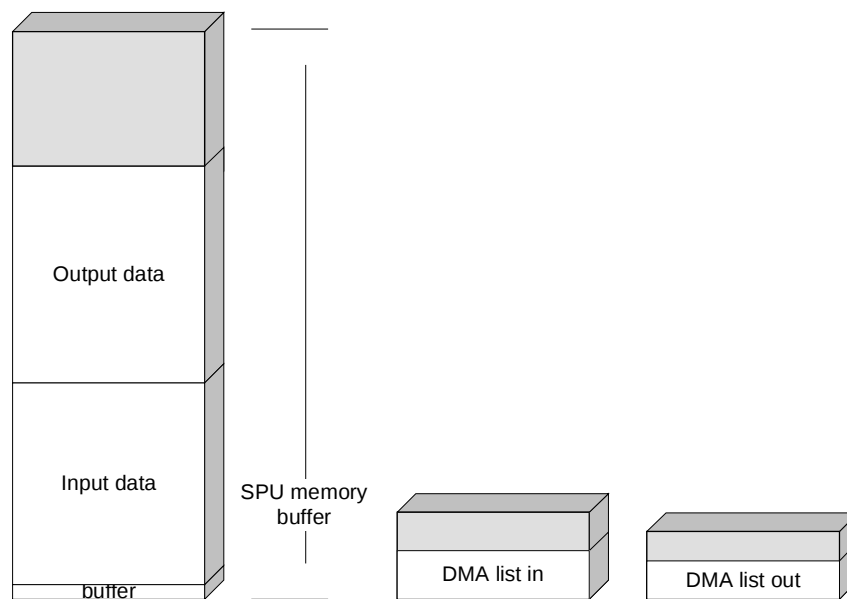 Output data
Input data
SPU memory
buffer
DMA list in
DMA list out
buffer